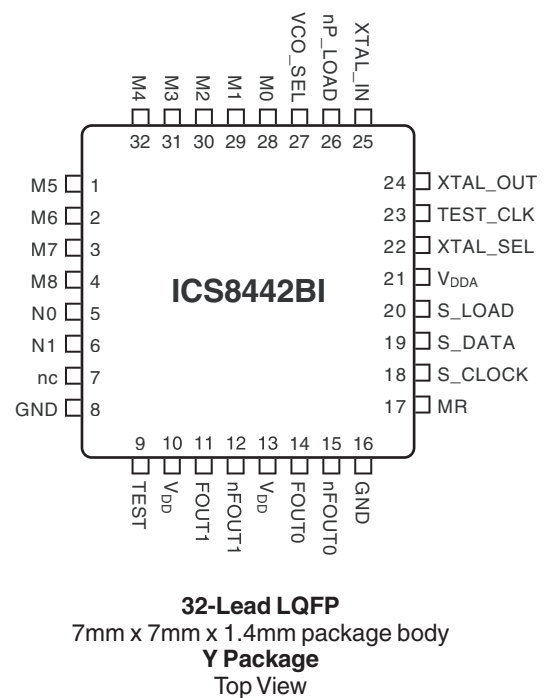 M4 M3 M2 M1 M0 VCO_SEL nP_LOAD XTAL_IN
32 31 30 29 28 27 26 25
M5 1
M6 2
M7 3
M8 4
N0 5
N1 6
nc 7
GND 8
ICS8442BI
24 XTAL_OUT
23 TEST_CLK
22 XTAL_SEL
21 VDDA
20 S_LOAD
19 S_DATA
18 S_CLOCK
17 MR
9 10 11 12 13 14 15 16
TEST VDD FOUT1 nFOUT1 VDD FOUT0 nFOUT0 GND
32-Lead LQFP
7mm x 7mm x 1.4mm package body
Y Package
Top View